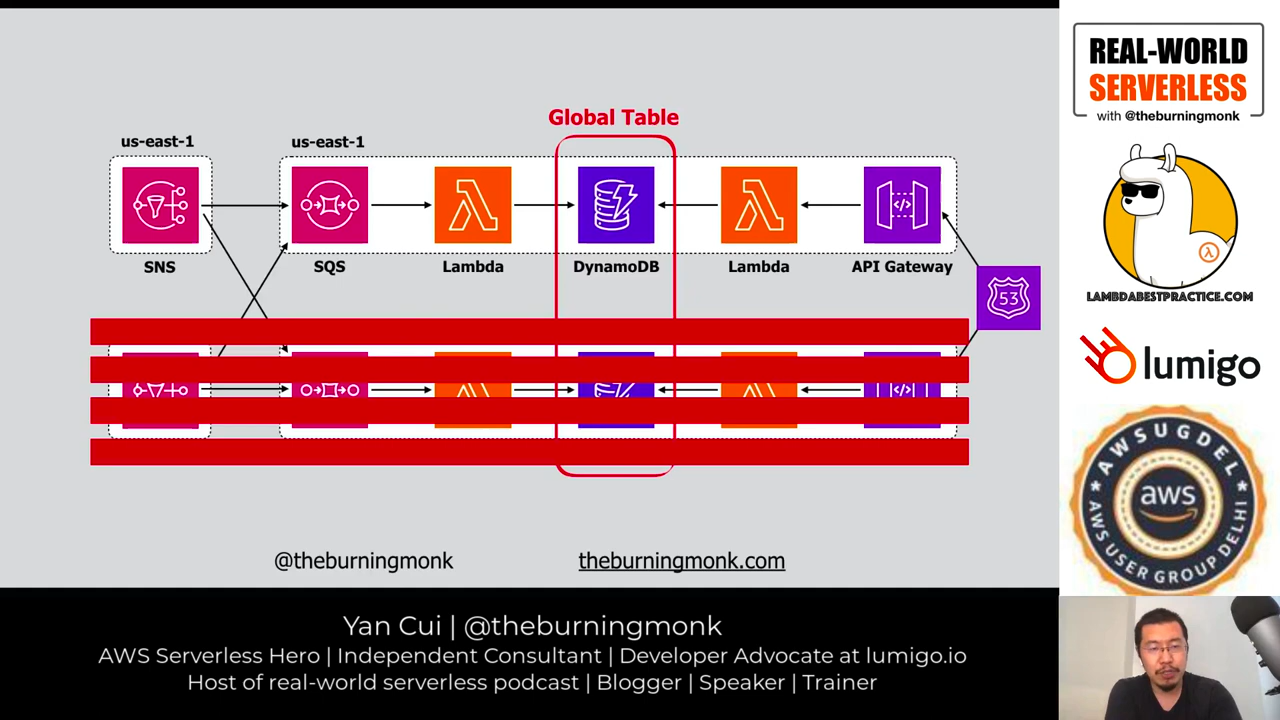 Global Table
us-east-1
us-east-1
SNS
SQS
Lambda
DynamoDB
Lambda
API Gateway
53
@theburningmonk
theburningmonk.com
Yan Cui | @theburningmonk
AWS Serverless Hero | Independent Consultant | Developer Advocate at lumigo.io
Host of real-world serverless podcast | Blogger | Speaker | Trainer
REAL-WORLD
SERVERLESS
with @theburningmonk
LAMBDABESTPRACTICE.COM
lumigo
AWSUGDEL
aws
AWS USER GROUP DELHI